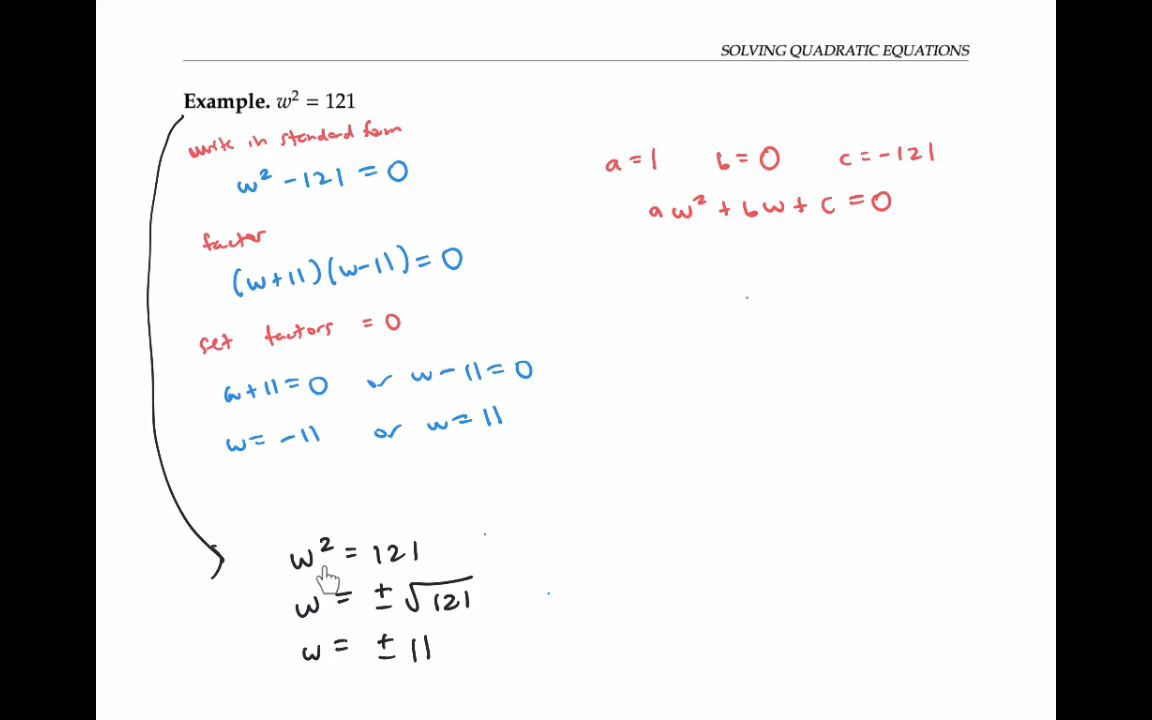 SOLVING QUADRATIC EQUATIONS
Example. w² = 121
write in standard form
w² - 121 = 0
a = 1 b = 0 c = -121
aw² + bw + c = 0
factor
(w+11)(w-11) = 0
set factors = 0
w+11 = 0 or w - 11 = 0
w = -11 or w = 11
w² = 121
w = ± √121
w = ± 11